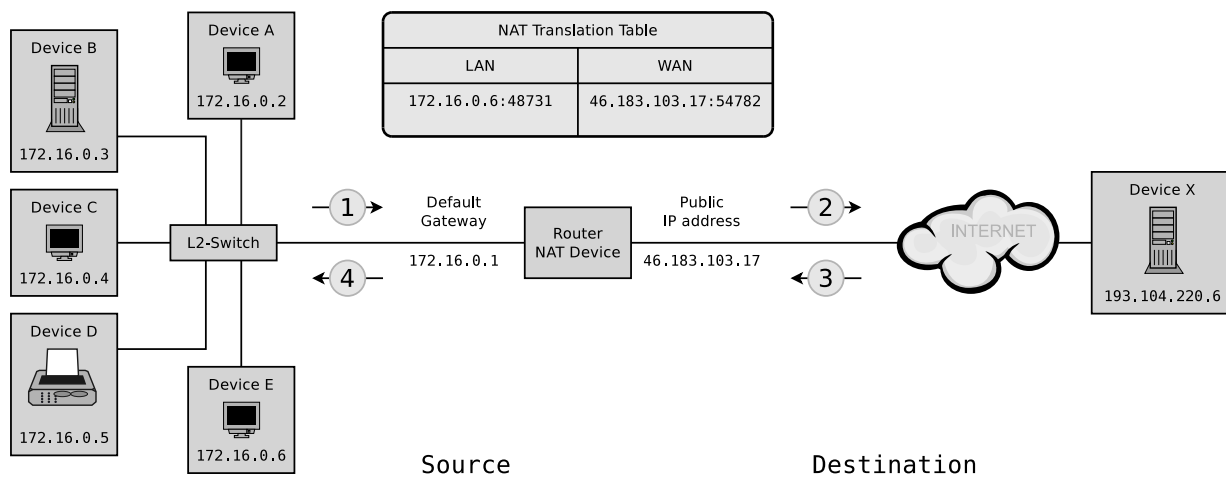 Device A
172.16.0.2
Device B
172.16.0.3
Device C
172.16.0.4
Device D
172.16.0.5
Device E
172.16.0.6
L2-Switch
NAT Translation Table
LAN WAN
172.16.0.6:48731 46.183.103.17:54782
1
4
Default
Gateway
172.16.0.1
Router
NAT Device
Public
IP address
46.183.103.17
2
3
INTERNET
Device X
193.104.220.6
Source Destination